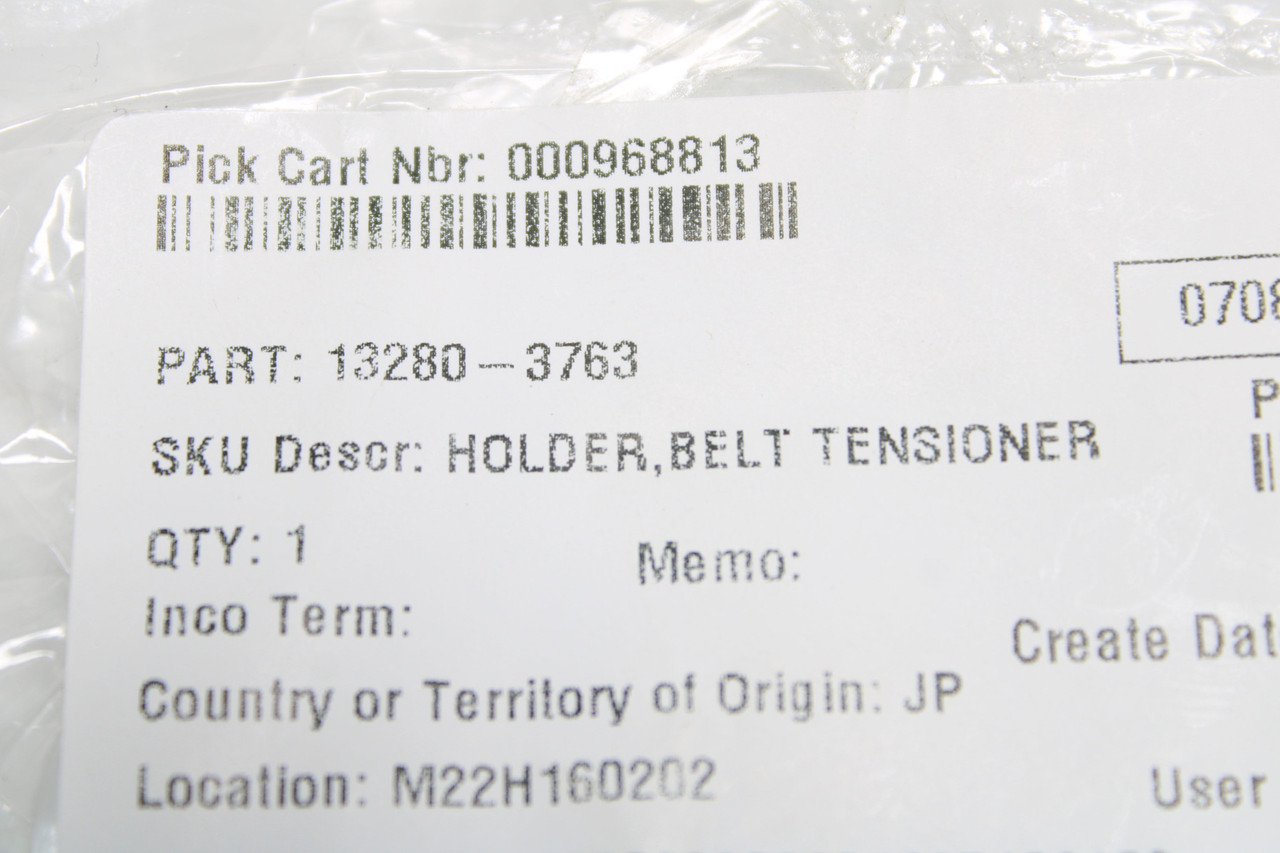 Pick Cart Nbr: 000968813
0708
PART: 13280-3763
P
SKU Descr: HOLDER,BELT TENSIONER
QTY: 1
Memo:
Inco Term:
Create Dat
Country or Territory of Origin: JP
Location: M22H160202
User